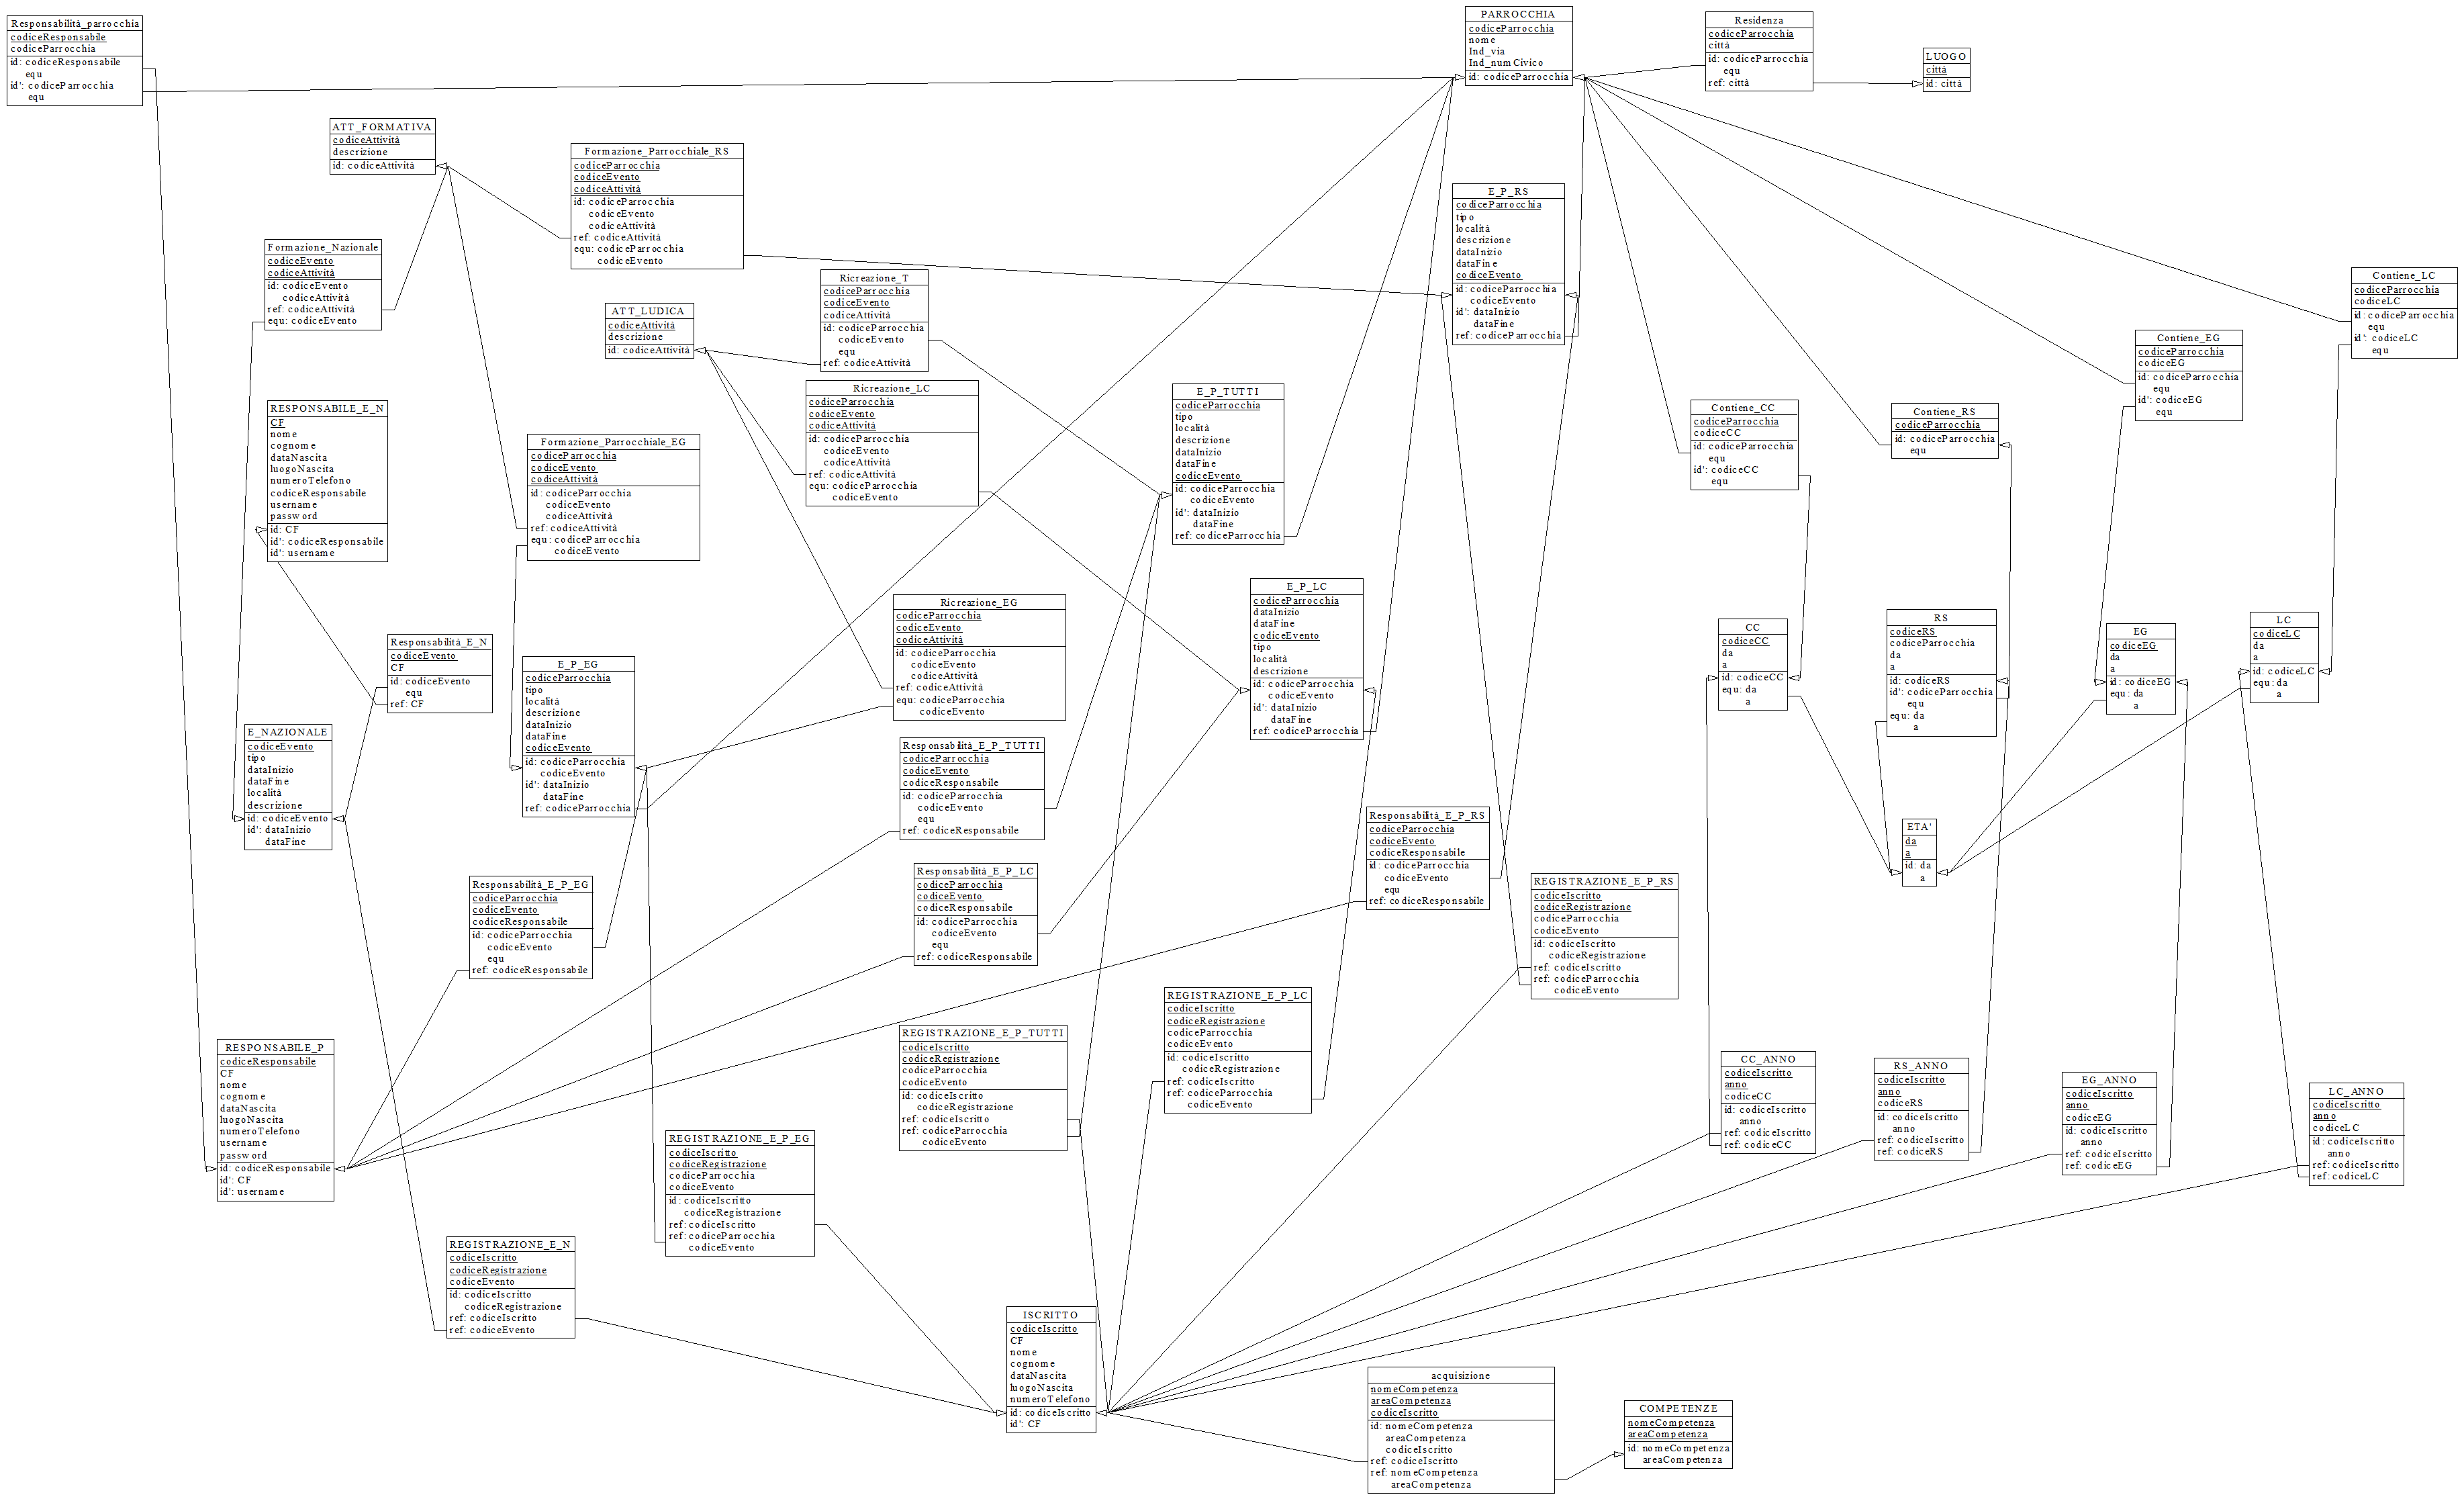 Responsabilità_parrocchia
codiceResponsabile
codiceParrocchia
id: codiceResponsabile
equ
id': codiceParrocchia
equ
PARROCCHIA
codiceParrocchia
nome
Ind_via
Ind_numCivico
id: codiceParrocchia
Residenza
codiceParrocchia
città
id: codiceParrocchia
equ
ref: città
LUOGO
città
id: città
ATT_FORMATIVA
codiceAttività
descrizione
id: codiceAttività
Formazione_Parrocchiale_RS
codiceParrocchia
codiceEvento
codiceAttività
id: codiceParrocchia
codiceEvento
codiceAttività
ref: codiceAttività
equ: codiceParrocchia
codiceEvento
E_P_RS
codiceParrocchia
tipo
località
descrizione
dataInizio
dataFine
codiceEvento
id: codiceParrocchia
codiceEvento
id': dataInizio
dataFine
ref: codiceParrocchia
Formazione_Nazionale
codiceEvento
codiceAttività
id: codiceEvento
codiceAttività
ref: codiceAttività
equ: codiceEvento
Ricreazione_T
codiceParrocchia
codiceEvento
codiceAttività
id: codiceParrocchia
codiceEvento
equ
ref: codiceAttività
ATT_LUDICA
codiceAttività
descrizione
id: codiceAttività
Contiene_LC
codiceParrocchia
codiceLC
id: codiceParrocchia
equ
id': codiceLC
equ
Contiene_EG
codiceParrocchia
codiceEG
id: codiceParrocchia
equ
id': codiceEG
equ
Ricreazione_LC
codiceParrocchia
codiceEvento
codiceAttività
id: codiceParrocchia
codiceEvento
codiceAttività
ref: codiceAttività
equ: codiceParrocchia
codiceEvento
E_P_TUTTI
codiceParrocchia
tipo
località
descrizione
dataInizio
dataFine
codiceEvento
id: codiceParrocchia
codiceEvento
id': dataInizio
dataFine
ref: codiceParrocchia
Contiene_CC
codiceParrocchia
codiceCC
id: codiceParrocchia
equ
id': codiceCC
equ
Contiene_RS
codiceParrocchia
id: codiceParrocchia
equ
RESPONSABILE_E_N
CF
nome
cognome
dataNascita
luogoNascita
numeroTelefono
codiceResponsabile
username
password
id: CF
id': codiceResponsabile
id': username
Formazione_Parrocchiale_EG
codiceParrocchia
codiceEvento
codiceAttività
id: codiceParrocchia
codiceEvento
codiceAttività
ref: codiceAttività
equ: codiceParrocchia
codiceEvento
E_P_LC
codiceParrocchia
dataInizio
dataFine
codiceEvento
tipo
località
descrizione
id: codiceParrocchia
codiceEvento
id': dataInizio
dataFine
ref: codiceParrocchia
Ricreazione_EG
codiceParrocchia
codiceEvento
codiceAttività
id: codiceParrocchia
codiceEvento
codiceAttività
ref: codiceAttività
equ: codiceParrocchia
codiceEvento
CC
codiceCC
da
a
id: codiceCC
equ: da
a
RS
codiceRS
codiceParrocchia
da
a
id: codiceRS
id': codiceParrocchia
equ
equ: da
a
EG
codiceEG
da
a
id: codiceEG
equ: da
a
LC
codiceLC
da
a
id: codiceLC
equ: da
a
Responsabilità_E_N
codiceEvento
CF
id: codiceEvento
equ
ref: CF
E_P_EG
codiceParrocchia
tipo
località
descrizione
dataInizio
dataFine
codiceEvento
id: codiceParrocchia
codiceEvento
id': dataInizio
dataFine
ref: codiceParrocchia
E_NAZIONALE
codiceEvento
tipo
dataInizio
dataFine
località
descrizione
id: codiceEvento
id': dataInizio
dataFine
Responsabilità_E_P_TUTTI
codiceParrocchia
codiceEvento
codiceResponsabile
id: codiceParrocchia
codiceEvento
equ
ref: codiceResponsabile
Responsabilità_E_P_RS
codiceParrocchia
codiceEvento
codiceResponsabile
id: codiceParrocchia
codiceEvento
equ
ref: codiceResponsabile
ETA'
da
a
id: da
a
Responsabilità_E_P_LC
codiceParrocchia
codiceEvento
codiceResponsabile
id: codiceParrocchia
codiceEvento
equ
ref: codiceResponsabile
Responsabilità_E_P_EG
codiceParrocchia
codiceEvento
codiceResponsabile
id: codiceParrocchia
codiceEvento
equ
ref: codiceResponsabile
REGISTRAZIONE_E_P_RS
codiceIscritto
codiceRegistrazione
codiceParrocchia
codiceEvento
id: codiceIscritto
codiceRegistrazione
ref: codiceIscritto
ref: codiceParrocchia
codiceEvento
REGISTRAZIONE_E_P_LC
codiceIscritto
codiceRegistrazione
codiceParrocchia
codiceEvento
id: codiceIscritto
codiceRegistrazione
ref: codiceIscritto
ref: codiceParrocchia
codiceEvento
REGISTRAZIONE_E_P_TUTTI
codiceIscritto
codiceRegistrazione
codiceParrocchia
codiceEvento
id: codiceIscritto
codiceRegistrazione
ref: codiceIscritto
ref: codiceParrocchia
codiceEvento
RESPONSABILE_P
codiceResponsabile
CF
nome
cognome
dataNascita
luogoNascita
numeroTelefono
username
password
id: codiceResponsabile
id': CF
id': username
CC_ANNO
codiceIscritto
anno
codiceCC
id: codiceIscritto
anno
ref: codiceIscritto
ref: codiceCC
RS_ANNO
codiceIscritto
anno
codiceRS
id: codiceIscritto
anno
ref: codiceIscritto
ref: codiceRS
EG_ANNO
codiceIscritto
anno
codiceEG
id: codiceIscritto
anno
ref: codiceIscritto
ref: codiceEG
LC_ANNO
codiceIscritto
anno
codiceLC
id: codiceIscritto
anno
ref: codiceIscritto
ref: codiceLC
REGISTRAZIONE_E_P_EG
codiceIscritto
codiceRegistrazione
codiceParrocchia
codiceEvento
id: codiceIscritto
codiceRegistrazione
ref: codiceIscritto
ref: codiceParrocchia
codiceEvento
REGISTRAZIONE_E_N
codiceIscritto
codiceRegistrazione
codiceEvento
id: codiceIscritto
codiceRegistrazione
ref: codiceIscritto
ref: codiceEvento
ISCRITTO
codiceIscritto
CF
nome
cognome
dataNascita
luogoNascita
numeroTelefono
id: codiceIscritto
id': CF
acquisizione
nomeCompetenza
areaCompetenza
codiceIscritto
id: nomeCompetenza
areaCompetenza
codiceIscritto
ref: codiceIscritto
ref: nomeCompetenza
areaCompetenza
COMPETENZE
nomeCompetenza
areaCompetenza
id: nomeCompetenza
areaCompetenza